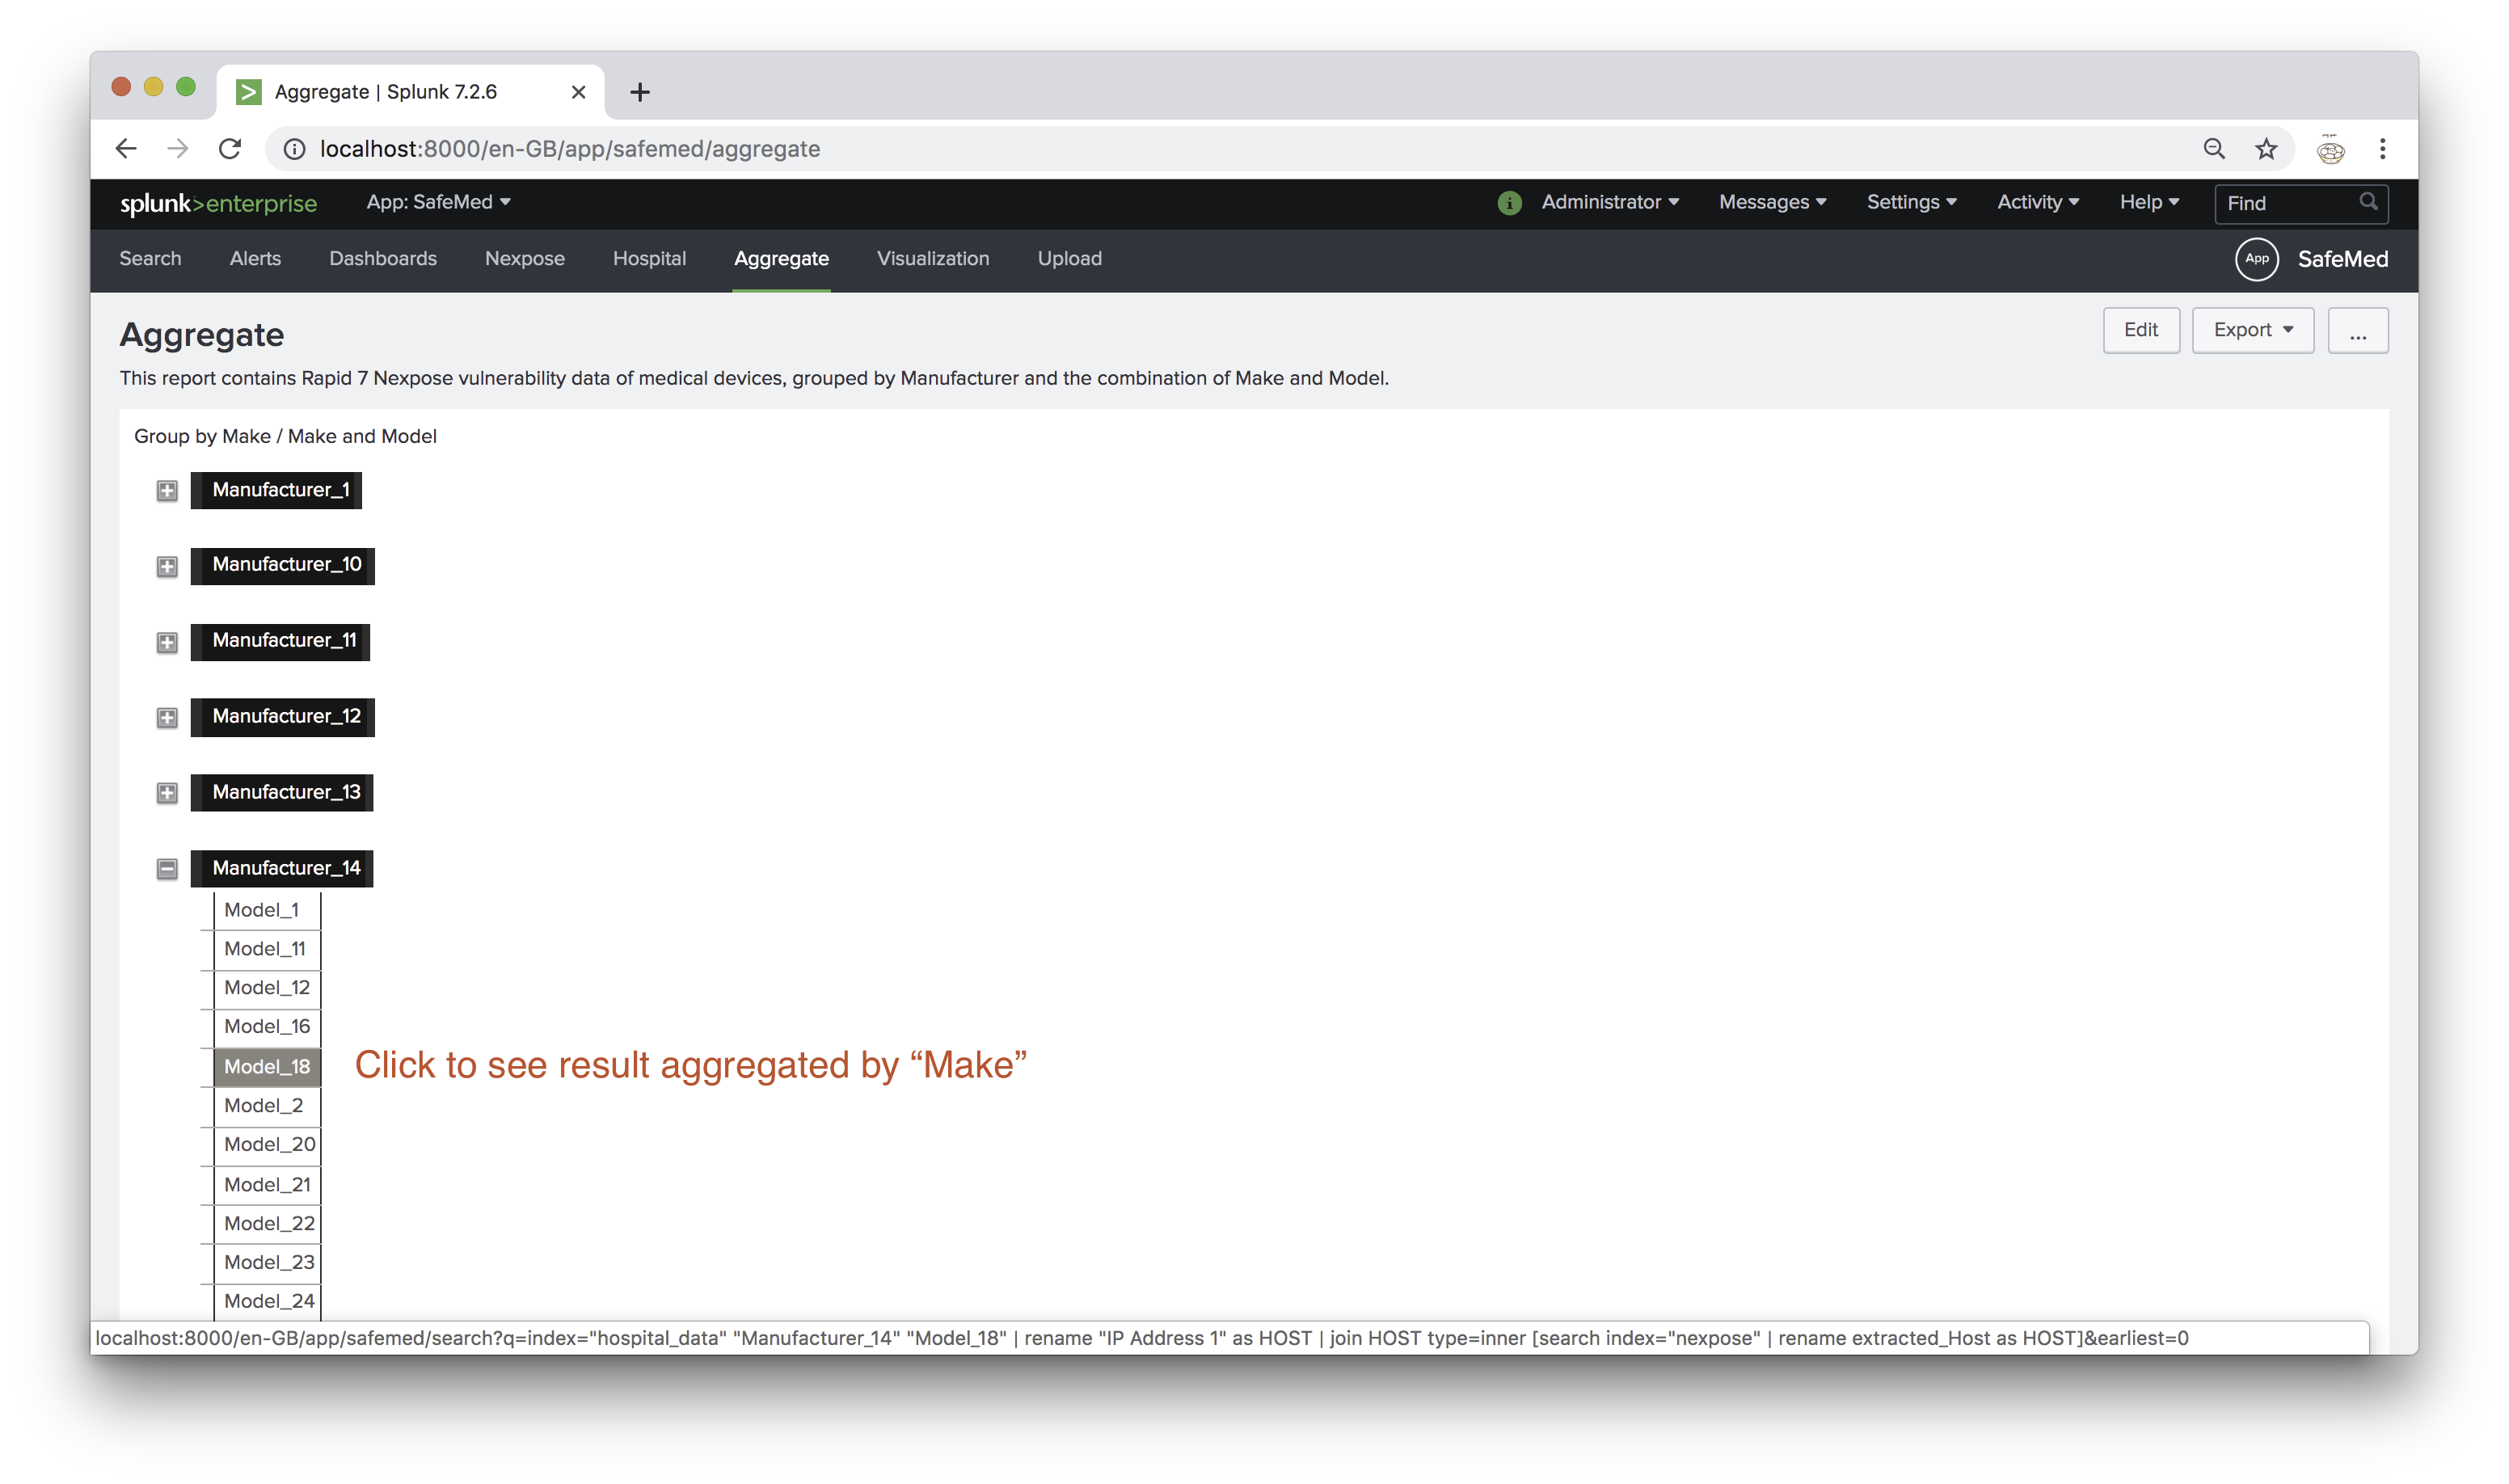 Aggregate | Splunk 7.2.6
localhost:8000/en-GB/app/safemed/aggregate
splunk>enterprise App: SafeMed i Administrator Messages Settings Activity Help Find
Search Alerts Dashboards Nexpose Hospital Aggregate Visualization Upload App SafeMed
Aggregate Edit Export ...
This report contains Rapid 7 Nexpose vulnerability data of medical devices, grouped by Manufacturer and the combination of Make and Model.
Group by Make / Make and Model
Manufacturer_1
Manufacturer_10
Manufacturer_11
Manufacturer_12
Manufacturer_13
Manufacturer_14
Model_1
Model_11
Model_12
Model_16
Model_18 Click to see result aggregated by “Make”
Model_2
Model_20
Model_21
Model_22
Model_23
Model_24
localhost:8000/en-GB/app/safemed/search?q=index="hospital_data" "Manufacturer_14" "Model_18" | rename "IP Address 1" as HOST | join HOST type=inner [search index="nexpose" | rename extracted_Host as HOST]&earliest=0